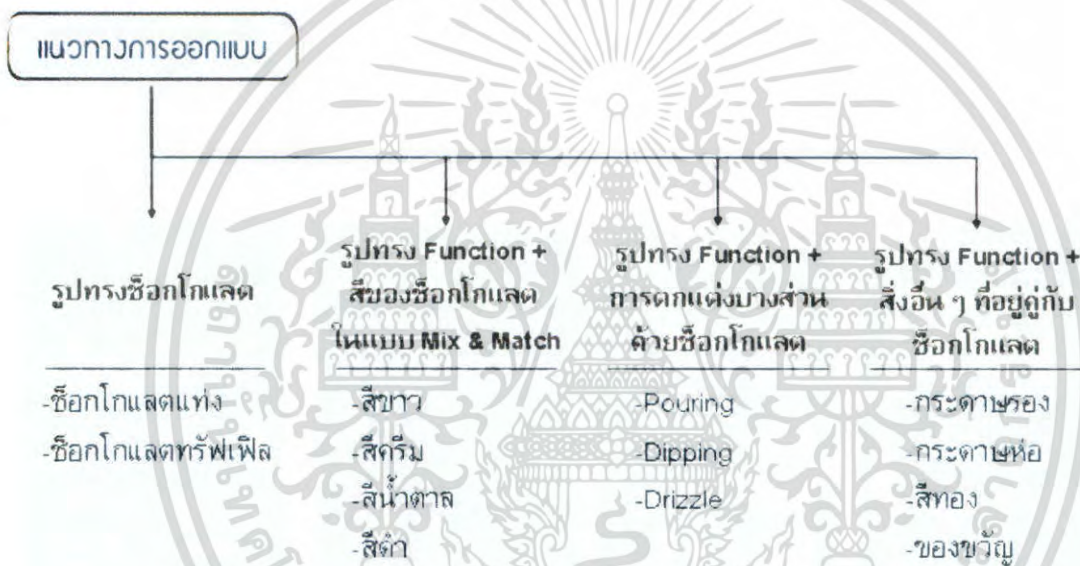 แนวทางการออกแบบ
รูปทรงช็อกโกแลต
-ช็อกโกแลตแท่ง
-ช็อกโกแลตทรัฟเฟิล
รูปทรง Function +
สีของช็อกโกแลต
ในแบบ Mix & Match
-สีขาว
-สีครีม
-สีน้ำตาล
-สีดำ
รูปทรง Function +
การตกแต่งบางส่วน
ด้วยช็อกโกแลต
-Pouring
-Dipping
-Drizzle
รูปทรง Function +
สิ่งอื่น ๆ ที่อยู่คู่กับ
ช็อกโกแลต
-กระดาษรอง
-กระดาษห่อ
-สีทอง
-ของขวัญ